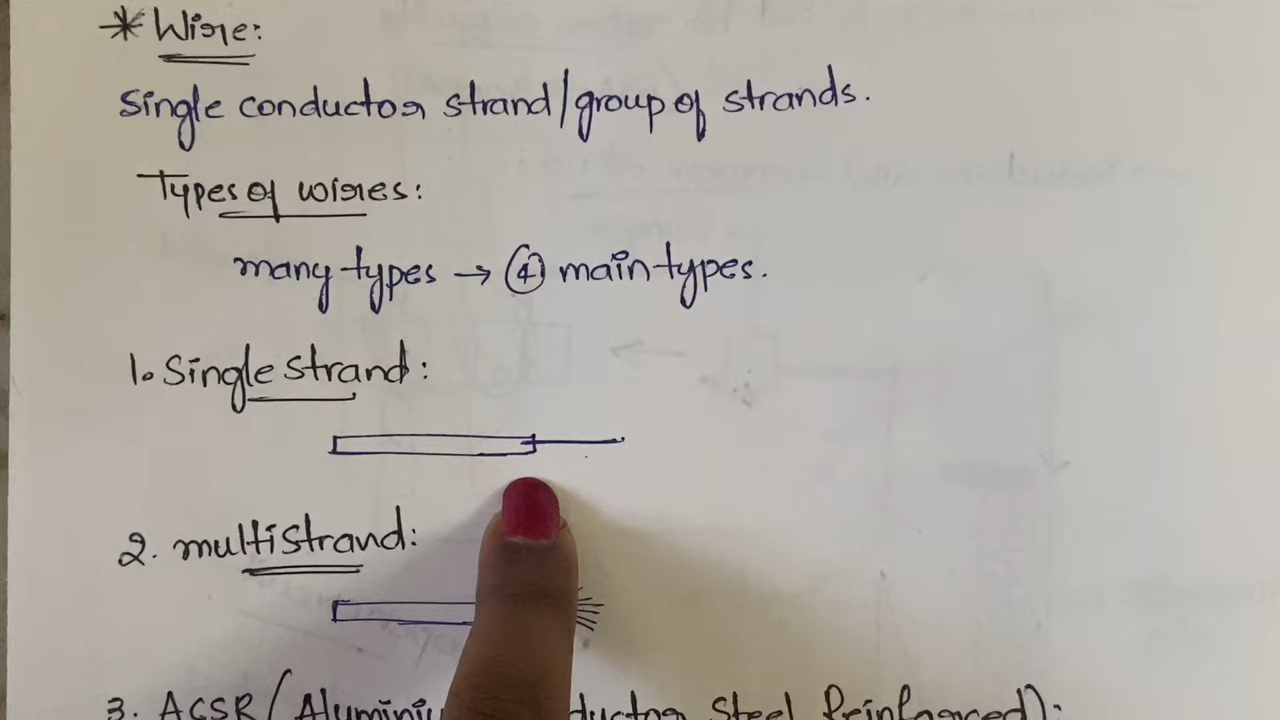 * Wire:
Single conductor strand/group of strands.
Types of wires:
many types → ④ main types.
1. Single strand:
2. multistrand:
3. ACSR (Steel Reinforced):